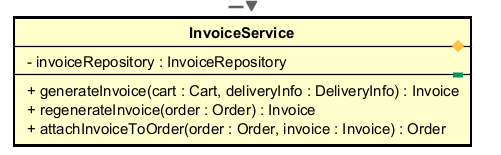 InvoiceService
- invoiceRepository : InvoiceRepository
+ generateInvoice(cart : Cart, deliveryInfo : DeliveryInfo) : Invoice
+ regenerateInvoice(order : Order) : Invoice
+ attachInvoiceToOrder(order : Order, invoice : Invoice) : Order